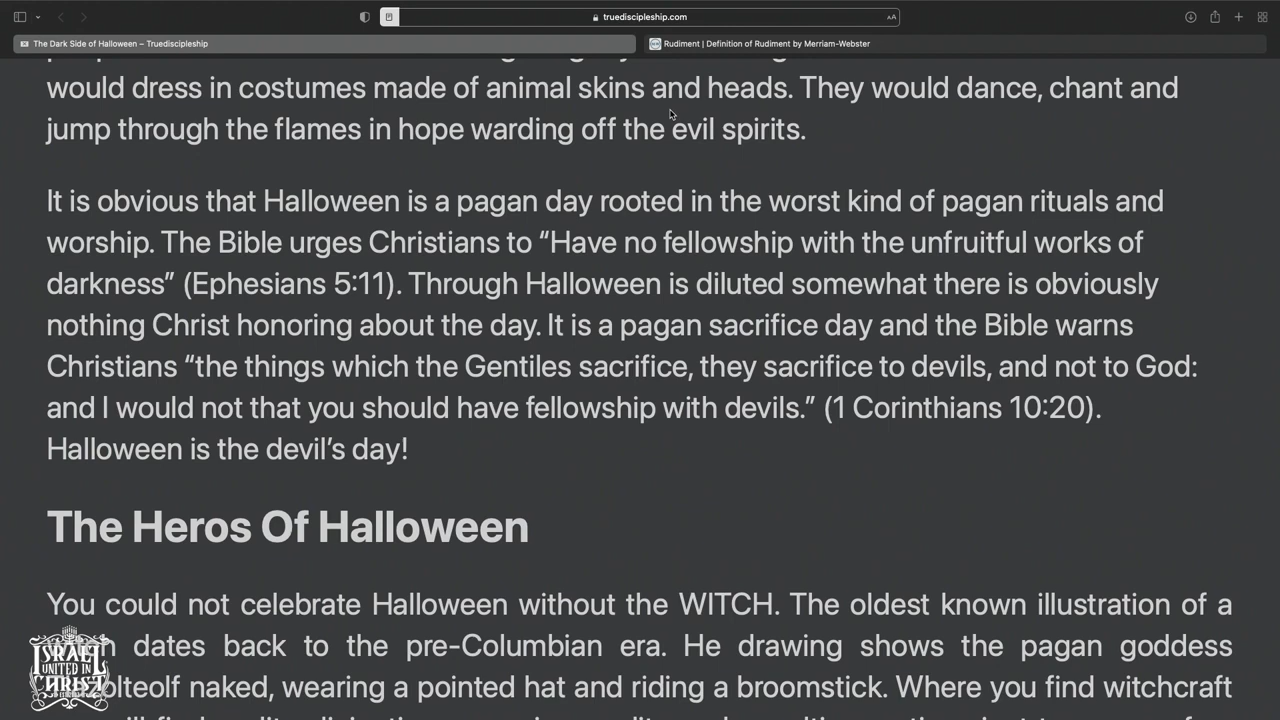 truediscipleship.com
The Dark Side of Halloween – Truediscipleship
Rudiment | Definition of Rudiment by Merriam-Webster
would dress in costumes made of animal skins and heads. They would dance, chant and
jump through the flames in hope warding off the evil spirits.
It is obvious that Halloween is a pagan day rooted in the worst kind of pagan rituals and
worship. The Bible urges Christians to “Have no fellowship with the unfruitful works of
darkness” (Ephesians 5:11). Through Halloween is diluted somewhat there is obviously
nothing Christ honoring about the day. It is a pagan sacrifice day and the Bible warns
Christians “the things which the Gentiles sacrifice, they sacrifice to devils, and not to God:
and I would not that you should have fellowship with devils.” (1 Corinthians 10:20).
Halloween is the devil’s day!
The Heros Of Halloween
You could not celebrate Halloween without the WITCH. The oldest known illustration of a
dates back to the pre-Columbian era. He drawing shows the pagan goddess
naked, wearing a pointed hat and riding a broomstick. Where you find witchcraft
ISRAEL
UNITED IN
CHRIST